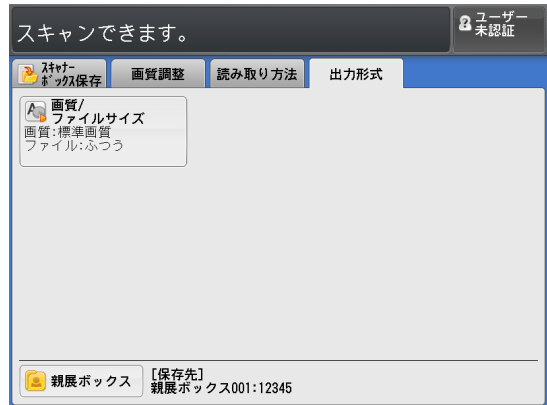 スキャンできます。
ユーザー
未認証
スキャナー
ボックス保存
画質調整
読み取り方法
出力形式
画質/
ファイルサイズ
画質:標準画質
ファイル:ふつう
親展ボックス
[保存先]
親展ボックス001:12345